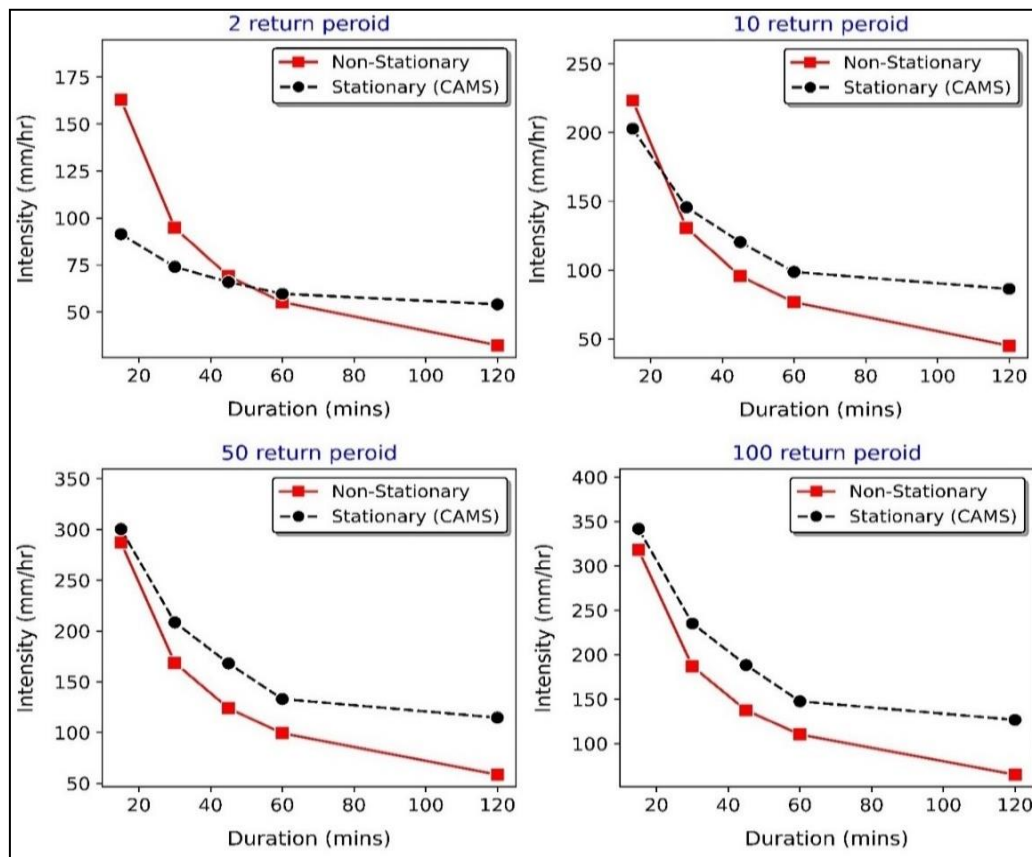 2 return peroid
Non-Stationary
Stationary (CAMS)
Intensity (mm/hr)
175
150
125
100
75
50
20 40 60 80 100 120
Duration (mins)
10 return peroid
Non-Stationary
Stationary (CAMS)
Intensity (mm/hr)
250
200
150
100
50
20 40 60 80 100 120
Duration (mins)
50 return peroid
Non-Stationary
Stationary (CAMS)
Intensity (mm/hr)
350
300
250
200
150
100
50
20 40 60 80 100 120
Duration (mins)
100 return peroid
Non-Stationary
Stationary (CAMS)
Intensity (mm/hr)
400
350
300
250
200
150
100
20 40 60 80 100 120
Duration (mins)